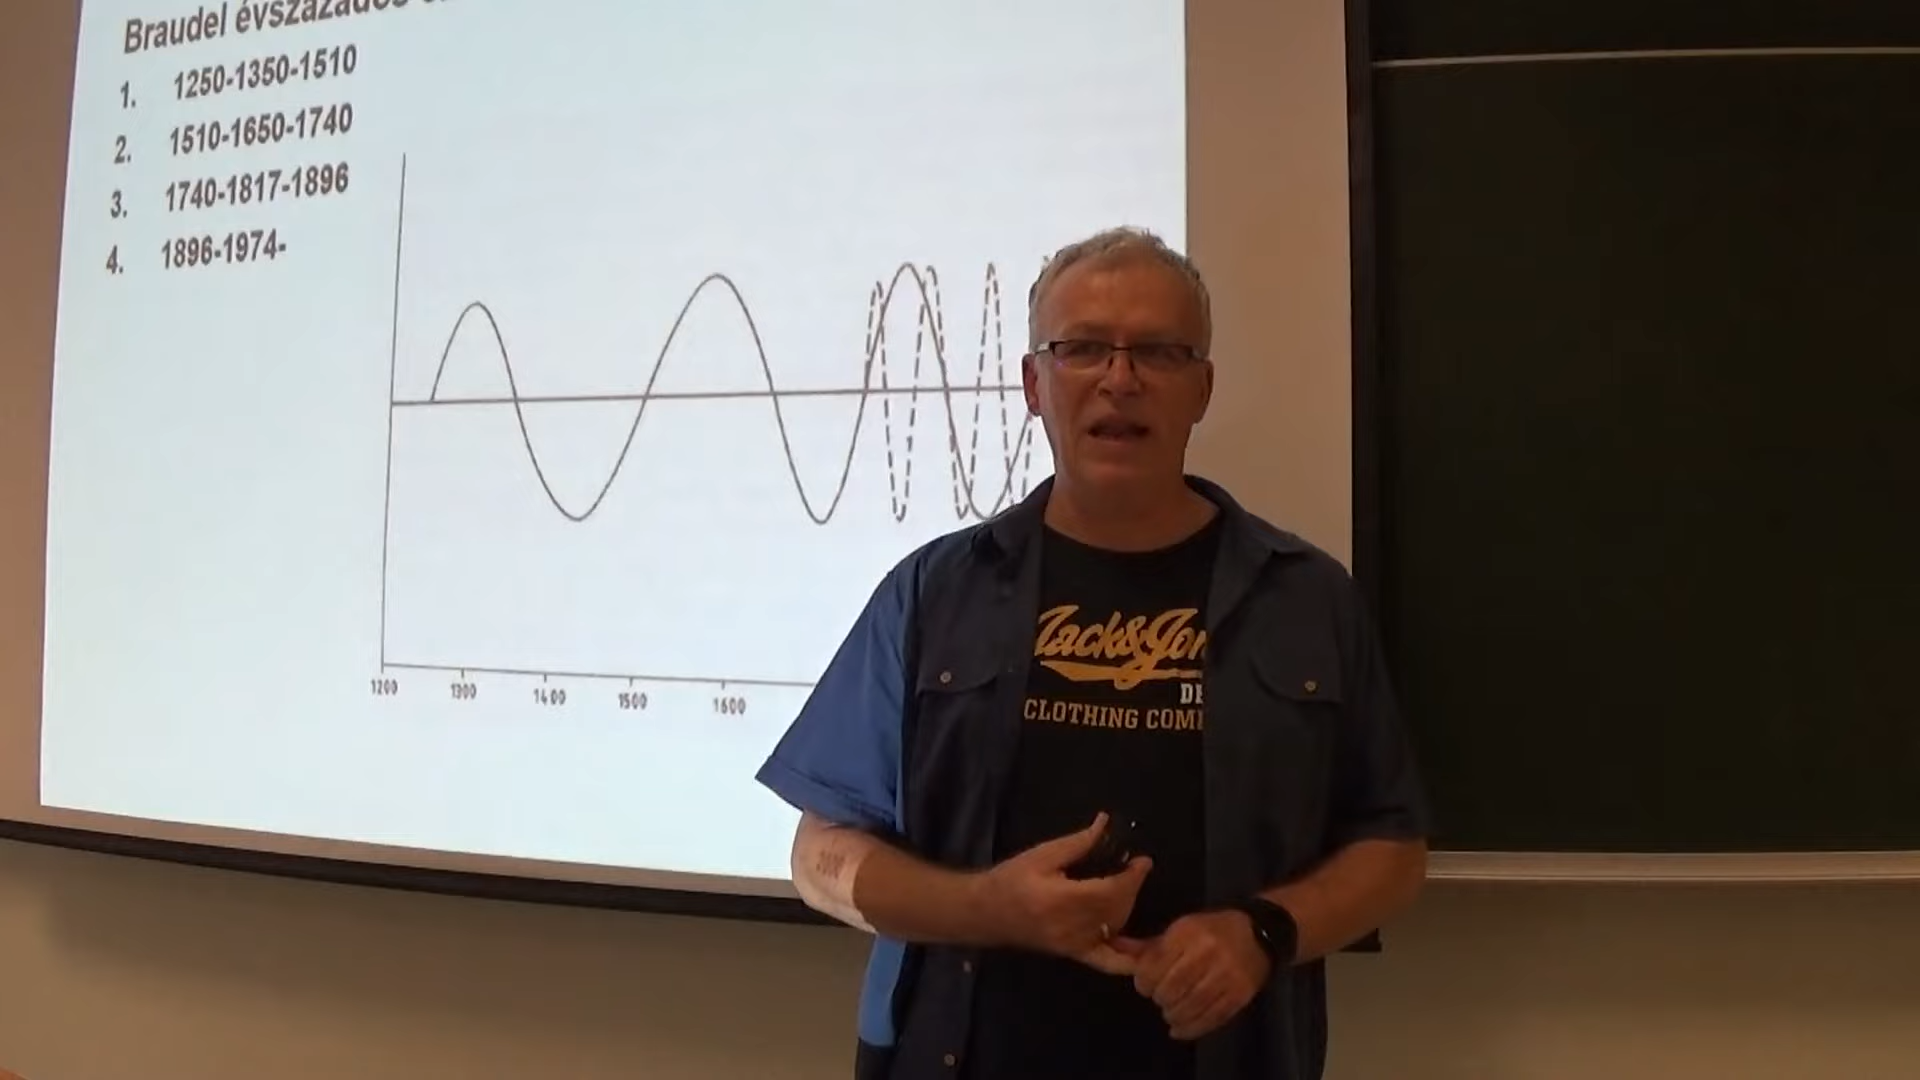 Braudel évszázados
1. 1250-1350-1510
2. 1510-1650-1740
3. 1740-1817-1896
4. 1896-1974-
1200 1300 1400 1500 1600
Jack&Jon
DE
CLOTHING COMP